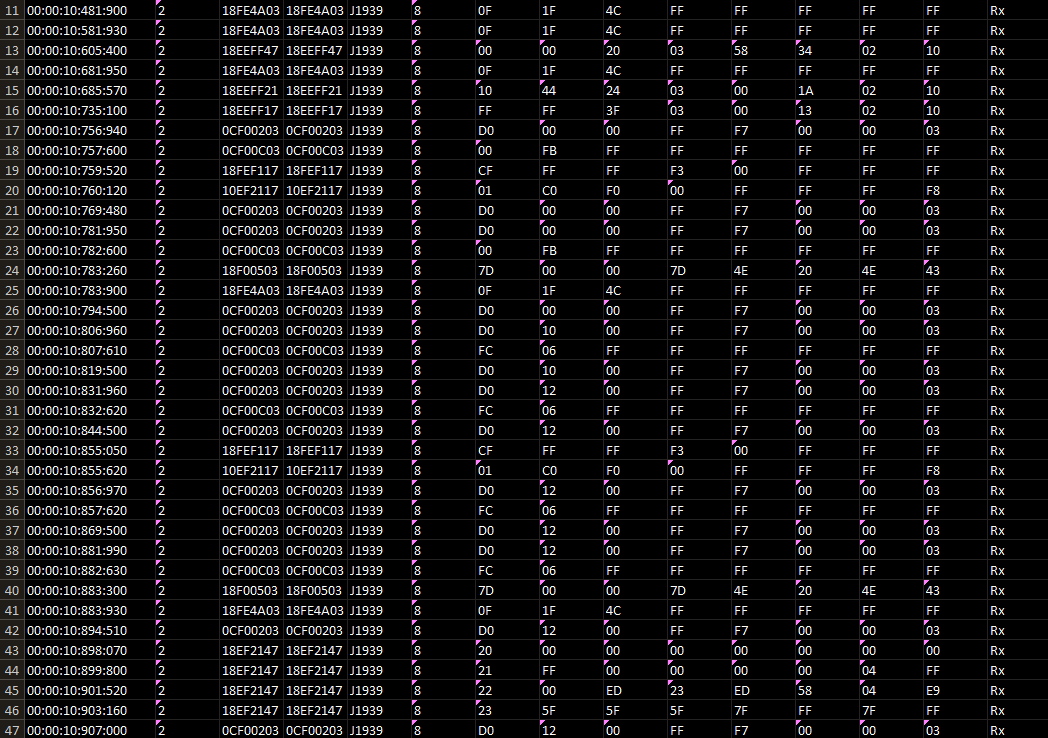 11 00:00:10:481:900 2 18FE4A03 18FE4A03 J1939 8 0F 1F 4C FF FF FF FF FF Rx
12 00:00:10:581:930 2 18FE4A03 18FE4A03 J1939 8 0F 1F 4C FF FF FF FF FF Rx
13 00:00:10:605:400 2 18EEFF47 18EEFF47 J1939 8 00 00 20 03 58 34 02 10 Rx
14 00:00:10:681:950 2 18FE4A03 18FE4A03 J1939 8 0F 1F 4C FF FF FF FF FF Rx
15 00:00:10:685:570 2 18EEFF21 18EEFF21 J1939 8 10 44 24 03 00 1A 02 10 Rx
16 00:00:10:735:100 2 18EEFF17 18EEFF17 J1939 8 FF FF 3F 03 00 13 02 10 Rx
17 00:00:10:756:940 2 0CF00203 0CF00203 J1939 8 D0 00 00 FF F7 00 00 03 Rx
18 00:00:10:757:600 2 0CF00C03 0CF00C03 J1939 8 00 FB FF FF FF FF FF FF Rx
19 00:00:10:759:520 2 18FEF117 18FEF117 J1939 8 CF FF FF F3 00 FF FF FF Rx
20 00:00:10:760:120 2 10EF2117 10EF2117 J1939 8 01 C0 F0 00 FF FF FF F8 Rx
21 00:00:10:769:480 2 0CF00203 0CF00203 J1939 8 D0 00 00 FF F7 00 00 03 Rx
22 00:00:10:781:950 2 0CF00203 0CF00203 J1939 8 D0 00 00 FF F7 00 00 03 Rx
23 00:00:10:782:600 2 0CF00C03 0CF00C03 J1939 8 00 FB FF FF FF FF FF FF Rx
24 00:00:10:783:260 2 18F00503 18F00503 J1939 8 7D 00 00 7D 4E 20 4E 43 Rx
25 00:00:10:783:900 2 18FE4A03 18FE4A03 J1939 8 0F 1F 4C FF FF FF FF FF Rx
26 00:00:10:794:500 2 0CF00203 0CF00203 J1939 8 D0 00 00 FF F7 00 00 03 Rx
27 00:00:10:806:960 2 0CF00203 0CF00203 J1939 8 D0 10 00 FF F7 00 00 03 Rx
28 00:00:10:807:610 2 0CF00C03 0CF00C03 J1939 8 FC 06 FF FF FF FF FF FF Rx
29 00:00:10:819:500 2 0CF00203 0CF00203 J1939 8 D0 10 00 FF F7 00 00 03 Rx
30 00:00:10:831:960 2 0CF00203 0CF00203 J1939 8 D0 12 00 FF F7 00 00 03 Rx
31 00:00:10:832:620 2 0CF00C03 0CF00C03 J1939 8 FC 06 FF FF FF FF FF FF Rx
32 00:00:10:844:500 2 0CF00203 0CF00203 J1939 8 D0 12 00 FF F7 00 00 03 Rx
33 00:00:10:855:050 2 18FEF117 18FEF117 J1939 8 CF FF FF F3 00 FF FF FF Rx
34 00:00:10:855:620 2 10EF2117 10EF2117 J1939 8 01 C0 F0 00 FF FF FF F8 Rx
35 00:00:10:856:970 2 0CF00203 0CF00203 J1939 8 D0 12 00 FF F7 00 00 03 Rx
36 00:00:10:857:620 2 0CF00C03 0CF00C03 J1939 8 FC 06 FF FF FF FF FF FF Rx
37 00:00:10:869:500 2 0CF00203 0CF00203 J1939 8 D0 12 00 FF F7 00 00 03 Rx
38 00:00:10:881:990 2 0CF00203 0CF00203 J1939 8 D0 12 00 FF F7 00 00 03 Rx
39 00:00:10:882:630 2 0CF00C03 0CF00C03 J1939 8 FC 06 FF FF FF FF FF FF Rx
40 00:00:10:883:300 2 18F00503 18F00503 J1939 8 7D 00 00 7D 4E 20 4E 43 Rx
41 00:00:10:883:930 2 18FE4A03 18FE4A03 J1939 8 0F 1F 4C FF FF FF FF FF Rx
42 00:00:10:894:510 2 0CF00203 0CF00203 J1939 8 D0 12 00 FF F7 00 00 03 Rx
43 00:00:10:898:070 2 18EF2147 18EF2147 J1939 8 20 00 00 00 00 00 00 00 Rx
44 00:00:10:899:800 2 18EF2147 18EF2147 J1939 8 21 FF 00 00 00 00 04 FF Rx
45 00:00:10:901:520 2 18EF2147 18EF2147 J1939 8 22 00 ED 23 ED 58 04 E9 Rx
46 00:00:10:903:160 2 18EF2147 18EF2147 J1939 8 23 5F 5F 5F 7F FF 7F FF Rx
47 00:00:10:907:000 2 0CF00203 0CF00203 J1939 8 D0 12 00 FF F7 00 00 03 Rx